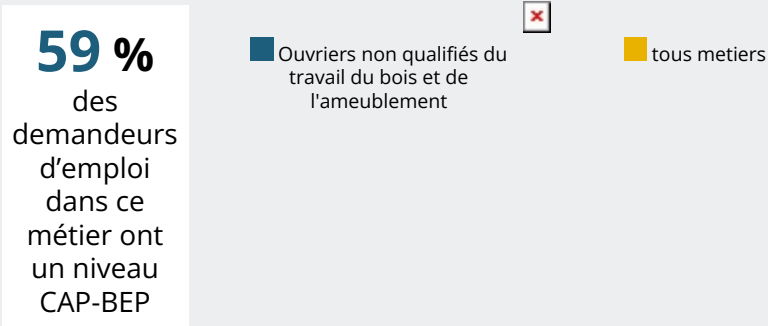 59 %
des
demandeurs
d’emploi
dans ce
métier ont
un niveau
CAP-BEP
Ouvriers non qualifiés du
travail du bois et de
l'ameublement
tous metiers